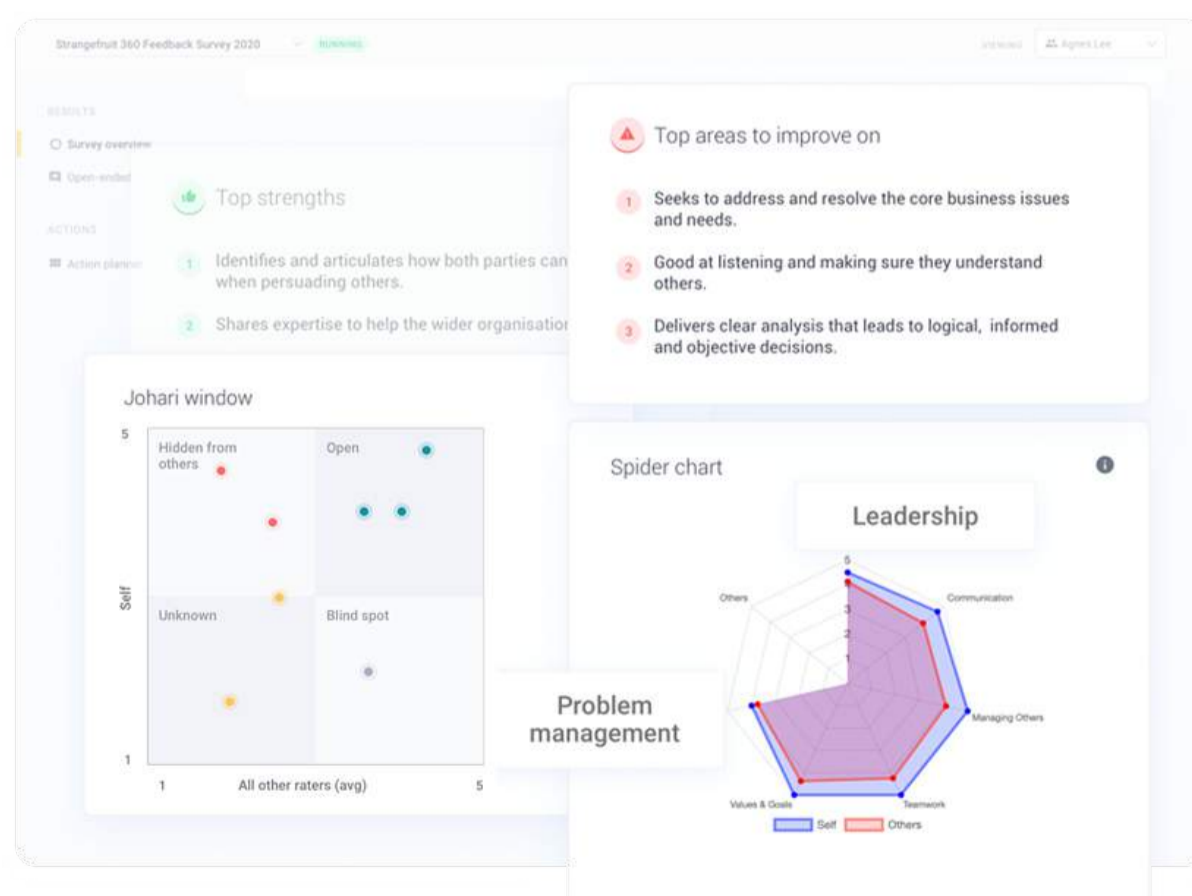 Strangefruit 360 Feedback Survey 2020
RUNNING
VIEWING
Agnes Lee
RESULTS
Survey overview
Open-ended
ACTIONS
Action planner
Top strengths
1
Identifies and articulates how both parties can
when persuading others.
2
Shares expertise to help the wider organisation
Top areas to improve on
1
Seeks to address and resolve the core business issues
and needs.
2
Good at listening and making sure they understand
others.
3
Delivers clear analysis that leads to logical, informed
and objective decisions.
Johari window
5
Hidden from
others
Open
Self
Unknown
Blind spot
1
1
All other raters (avg)
5
Spider chart
Leadership
5
3
2
1
Others
Communication
Managing Others
Teamwork
Values & Goals
Problem
management
Self
Others